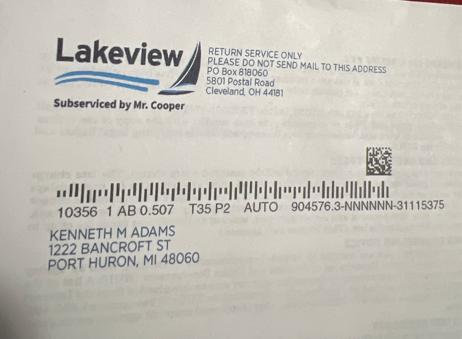 Lakeview
RETURN SERVICE ONLY
PLEASE DO NOT SEND MAIL TO THIS ADDRESS
PO Box 818060
5801 Postal Road
Cleveland, OH 44181
Subserviced by Mr. Cooper
10356 1 AB 0.507 T35 P2 AUTO 904576.3-NNNNNN-31115375
KENNETH M ADAMS
1222 BANCROFT ST
PORT HURON, MI 48060